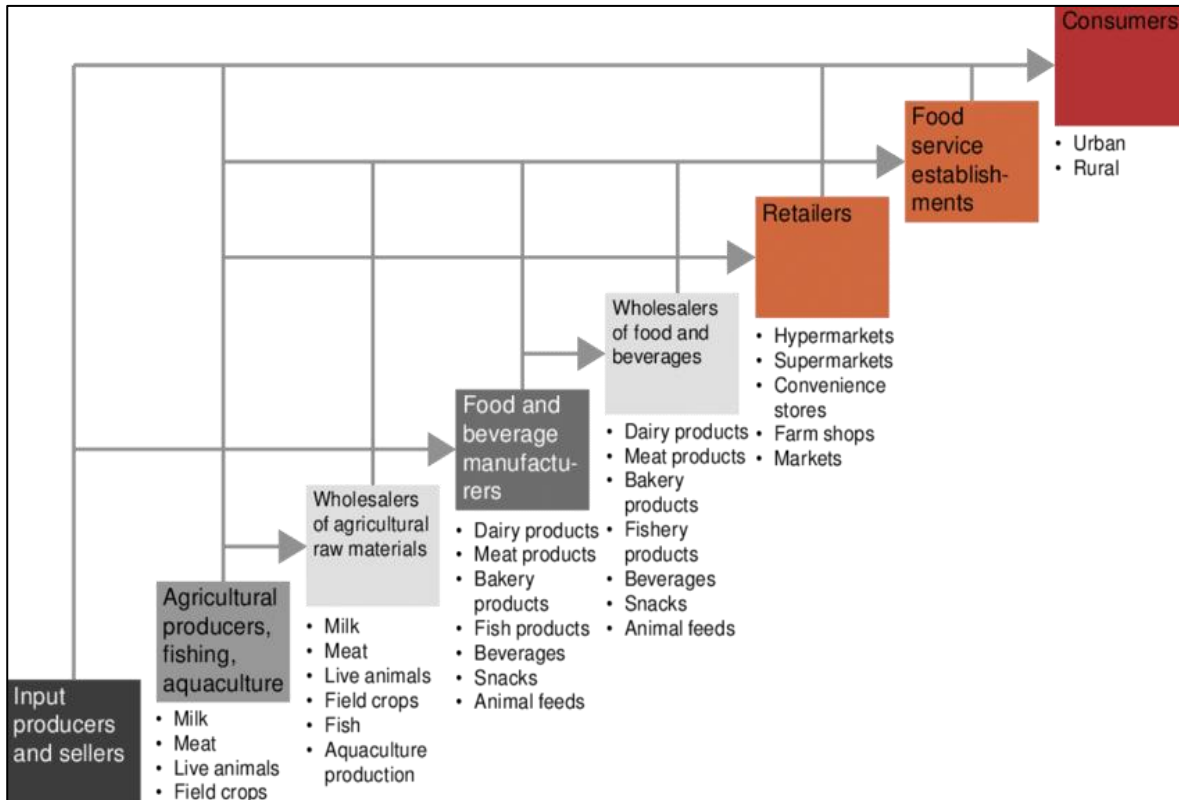 Input
producers
and sellers
Agricultural
producers,
fishing,
aquaculture
• Milk
• Meat
• Live animals
• Field crops
Wholesalers
of agricultural
raw materials
• Milk
• Meat
• Live animals
• Field crops
• Fish
• Aquaculture
production
Food and
beverage
manufactu-
rers
• Dairy products
• Meat products
• Bakery
products
• Fish products
• Beverages
• Snacks
• Animal feeds
Wholesalers
of food and
beverages
• Dairy products
• Meat products
• Bakery
products
• Fishery
products
• Beverages
• Snacks
• Animal feeds
Retailers
• Hypermarkets
• Supermarkets
• Convenience
stores
• Farm shops
• Markets
Food
service
establish-
ments
Consumers
• Urban
• Rural